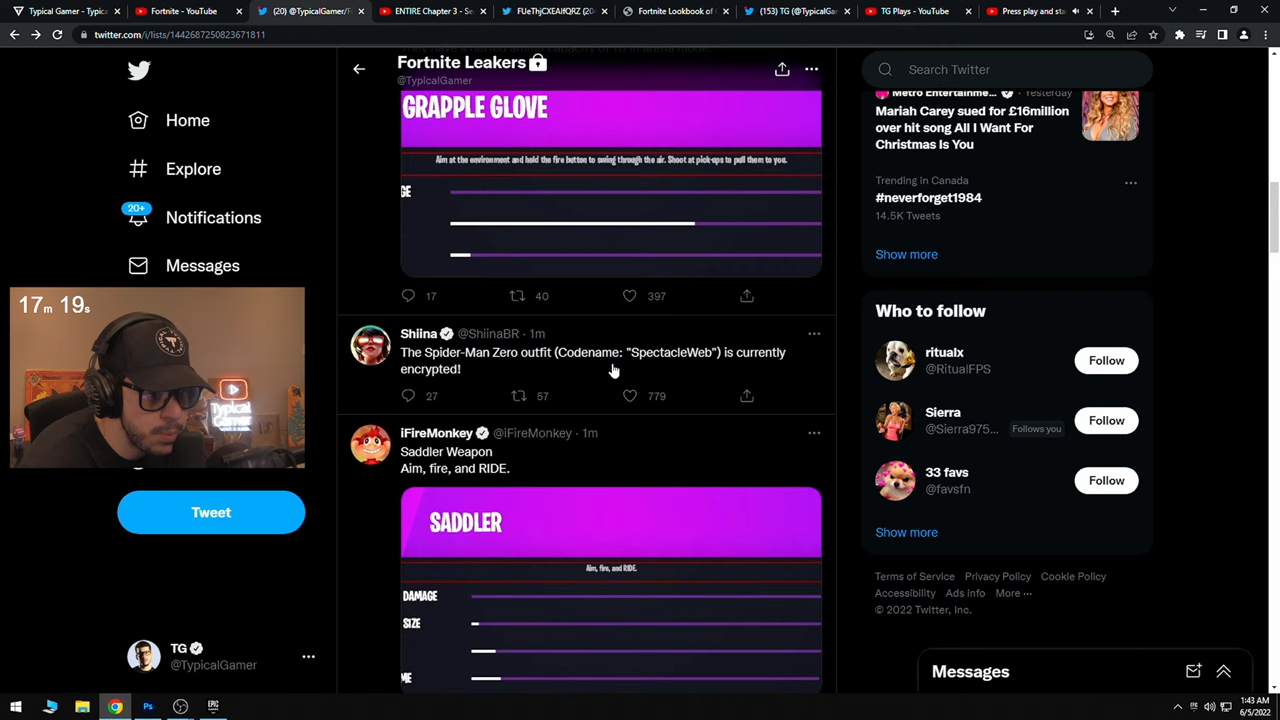 Typical Gamer - Typica
Fortnite - YouTube
(20) @TypicalGamer/F
ENTIRE Chapter 3 - Se
FUeThjCXEAIfQRZ (20
Fortnite Lookbook of
(153) TG (@TypicalGa
TG Plays - YouTube
Press play and sta
twitter.com/i/lists/1442687250823671811
Fortnite Leakers
@TypicalGamer
Search Twitter
Home
Explore
20+
Notifications
Messages
17m 19s
Typical
Gamer
Tweet
TG
@TypicalGamer
GRAPPLE GLOVE
Aim at the environment and hold the fire button to swing through the air. Shoot at pick-ups to pull them to you.
GE
17
40
397
Shiina @ShiinaBR · 1m
The Spider-Man Zero outfit (Codename: "SpectacleWeb") is currently
encrypted!
27
57
779
iFireMonkey @iFireMonkey · 1m
Saddler Weapon
Aim, fire, and RIDE.
SADDLER
Aim, fire, and RIDE.
DAMAGE
SIZE
ME
Metro Entertainme... · Yesterday
Mariah Carey sued for £16million
over hit song All I Want For
Christmas Is You
Trending in Canada
#neverforget1984
14.5K Tweets
Show more
Who to follow
ritualx
@RitualFPS
Follow
Sierra
@Sierra975... Follows you
Follow
33 favs
@favsfn
Follow
Show more
Terms of Service Privacy Policy Cookie Policy
Accessibility Ads info More ···
© 2022 Twitter, Inc.
Messages
Ps
EPIC
1:43 AM
6/5/2022